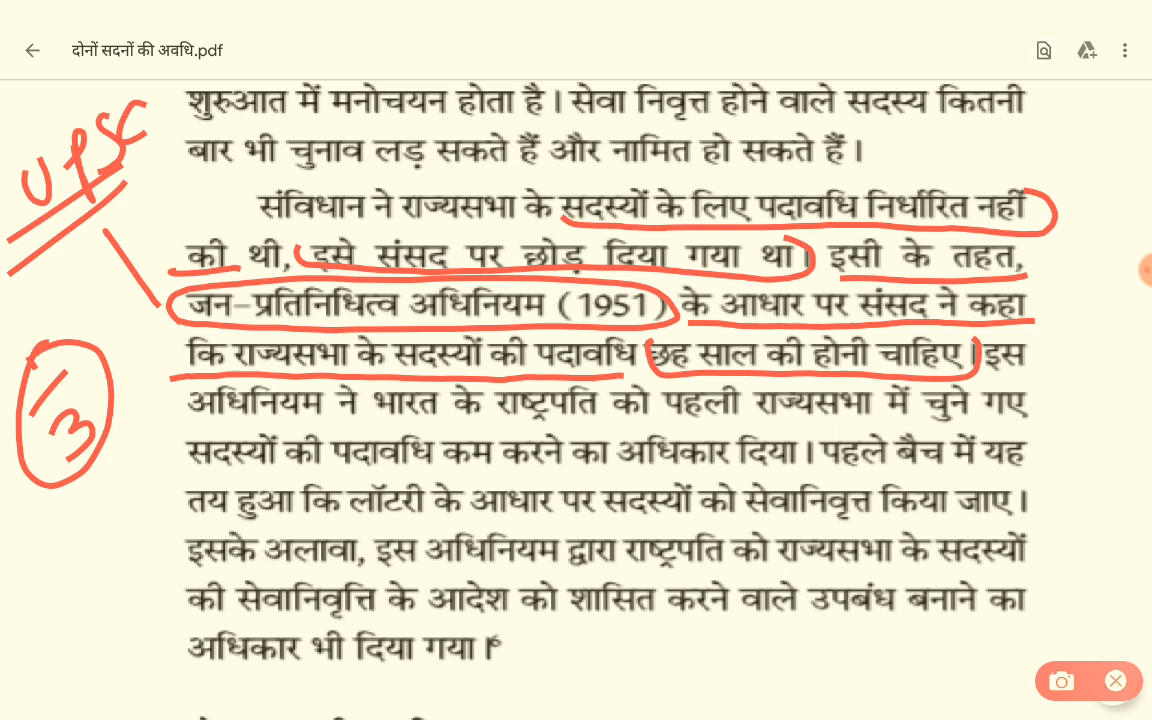 दोनों सदनों की अवधि.pdf
शुरुआत में मनोचयन होता है। सेवा निवृत्त होने वाले सदस्य कितनी
बार भी चुनाव लड़ सकते हैं और नामित हो सकते हैं।
UPSC
संविधान ने राज्यसभा के सदस्यों के लिए पदावधि निर्धारित नहीं
की थी, इसे संसद पर छोड़ दिया गया था। इसी के तहत,
जन–प्रतिनिधित्व अधिनियम (1951) के आधार पर संसद ने कहा
कि राज्यसभा के सदस्यों की पदावधि छह साल की होनी चाहिए। इस
1/3
अधिनियम ने भारत के राष्ट्रपति को पहली राज्यसभा में चुने गए
सदस्यों की पदावधि कम करने का अधिकार दिया। पहले बैच में यह
तय हुआ कि लॉटरी के आधार पर सदस्यों को सेवानिवृत्त किया जाए।
इसके अलावा, इस अधिनियम द्वारा राष्ट्रपति को राज्यसभा के सदस्यों
की सेवानिवृत्ति के आदेश को शासित करने वाले उपबंध बनाने का
अधिकार भी दिया गया।⁶